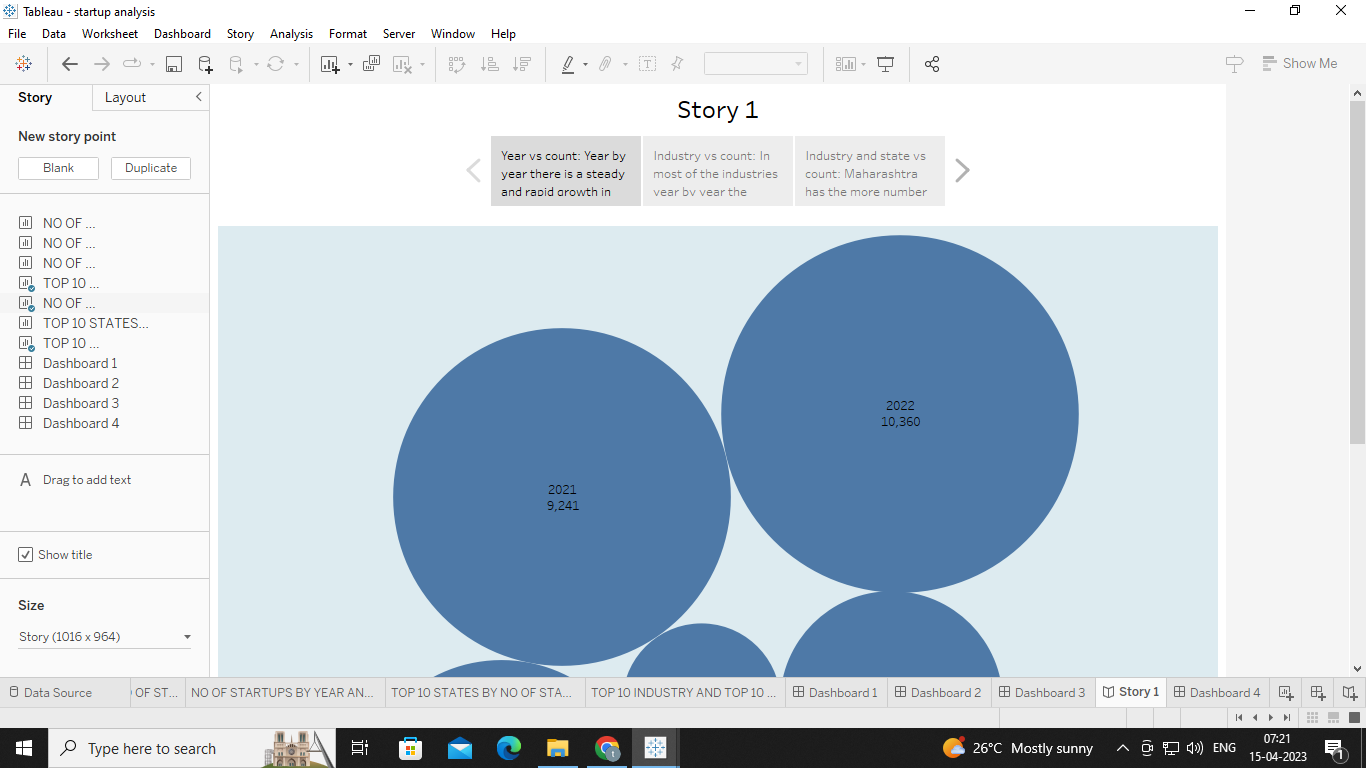 Tableau - startup analysis
File Data Worksheet Dashboard Story Analysis Format Server Window Help
Show Me
Story Layout
New story point
Blank Duplicate
NO OF ...
NO OF ...
NO OF ...
TOP 10 ...
NO OF ...
TOP 10 STATES...
TOP 10 ...
Dashboard 1
Dashboard 2
Dashboard 3
Dashboard 4
A Drag to add text
Show title
Size
Story (1016 x 964)
Story 1
Year vs count: Year by
year there is a steady
and rapid growth in
Industry vs count: In
most of the industries
year by year the
Industry and state vs
count: Maharashtra
has the more number
2022
10,360
2021
9,241
Data Source OF ST... NO OF STARTUPS BY YEAR AN... TOP 10 STATES BY NO OF STA... TOP 10 INDUSTRY AND TOP 10 ... Dashboard 1 Dashboard 2 Dashboard 3 Story 1 Dashboard 4
Type here to search
26°C Mostly sunny
ENG
07:21
15-04-2023
1